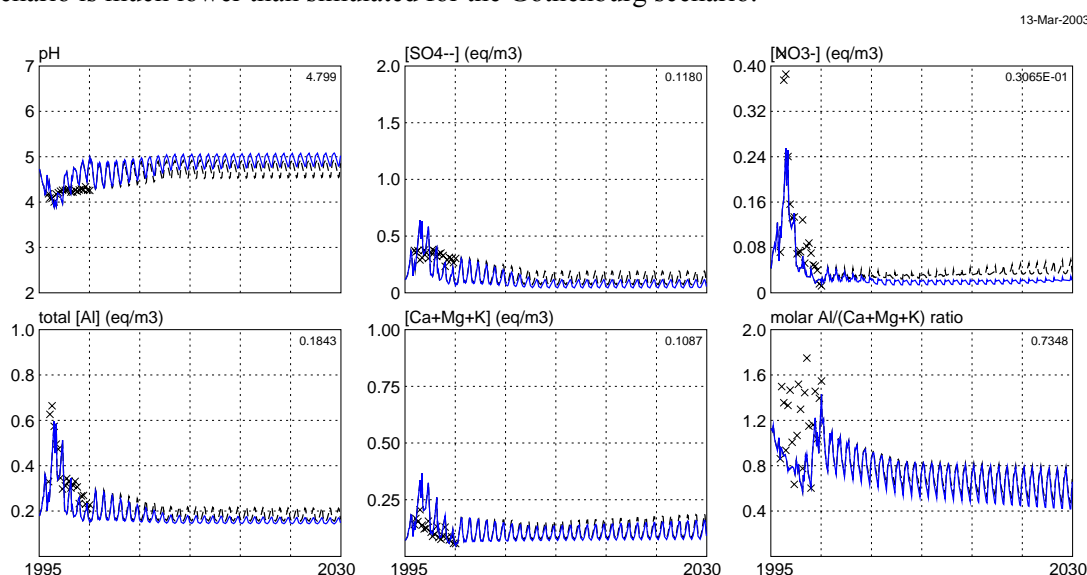 cenario is much lower than simulated for the Gothenburg scenario.
13-Mar-2003
pH [SO4--] (eq/m3) [NO3-] (eq/m3)
7 4.799 2.0 0.1180 0.40 0.3065E-01
6 1.5 0.32
5 0.24
4 1.0 0.16
3 0.5 0.08
2 0 0
total [Al] (eq/m3) [Ca+Mg+K] (eq/m3) molar Al/(Ca+Mg+K) ratio
1.0 0.1843 1.00 0.1087 2.0 0.7348
0.8 0.75 1.6
0.6 0.50 1.2
0.4 0.25 0.8
0.2 0.4
1995 2030 1995 2030 1995 2030